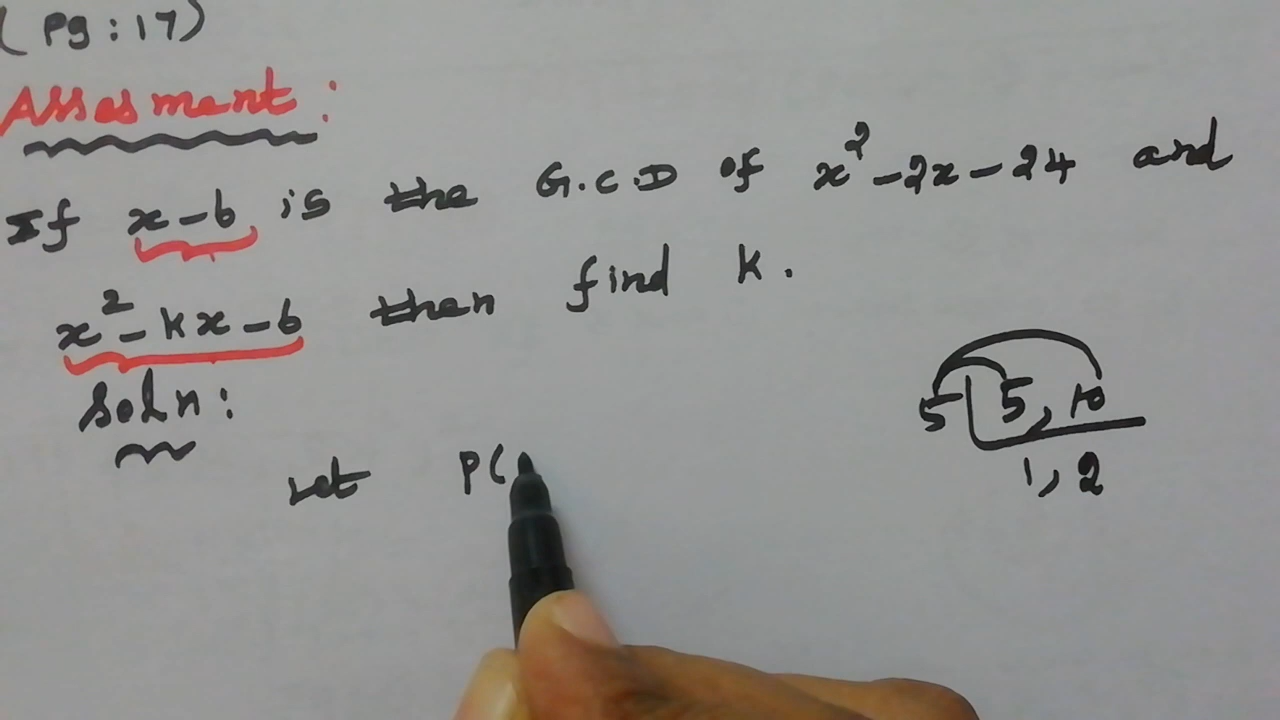 (Pg:17)
Assesment:
If x-6 is the G.C.D of x²-2x-24 and
x²-kx-6 then find k.
Soln:
5 5, 10
1, 2
Let P(